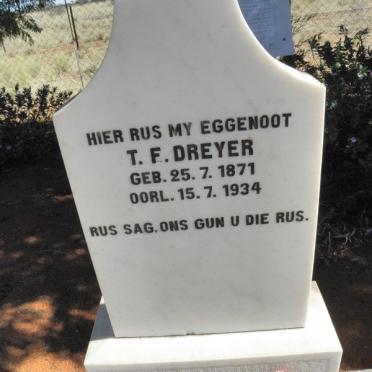 HIER RUS MY EGGENOOT
T. F. DREYER
GEB. 25. 7. 1871
OORL. 15. 7. 1934
RUS SAG. ONS GUN U DIE RUS.